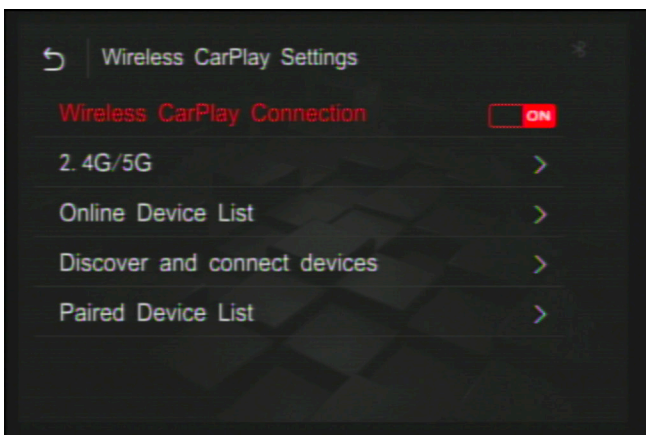 Wireless CarPlay Settings
Wireless CarPlay Connection ON
2.4G/5G
Online Device List
Discover and connect devices
Paired Device List